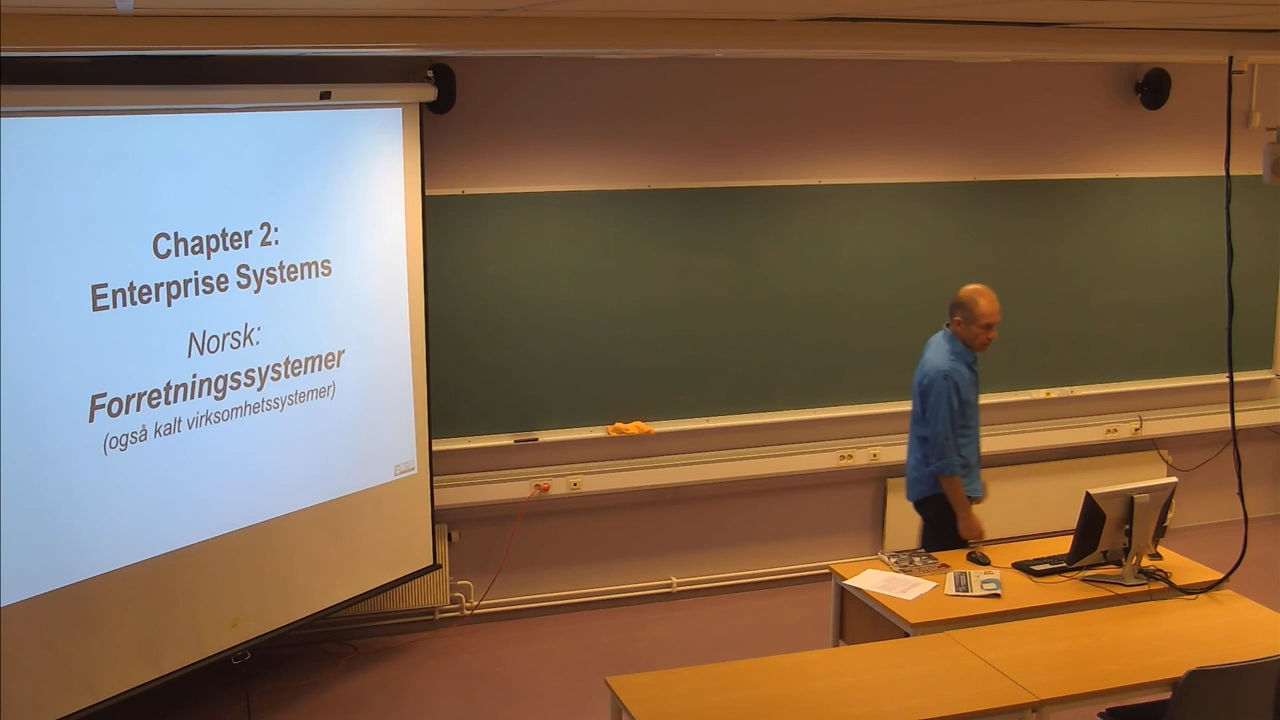 Chapter 2:
Enterprise Systems
Norsk:
Forretningssystemer
(også kalt virksomhetssystemer)